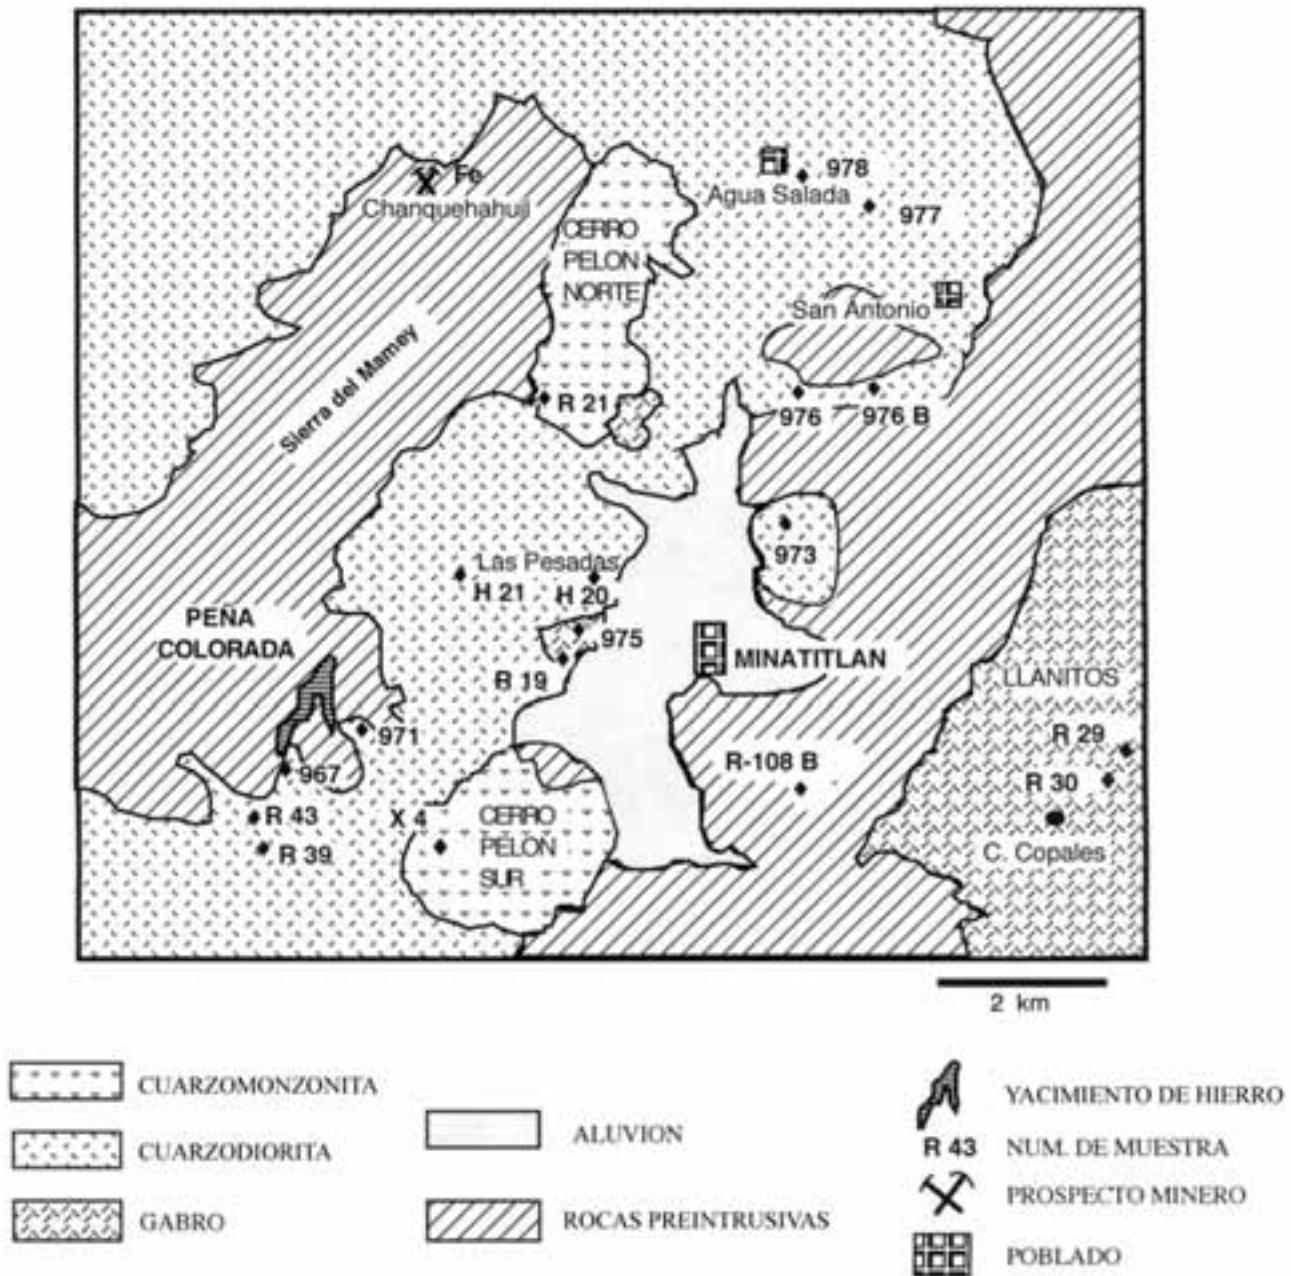 Fe
Chanquehahuil
978
Agua Salada
977
CERRO
PELON
NORTE
San Antonio
Sierra del Mamey
R 21
976
976 B
973
Las Pesadas
H 21
H 20
PEÑA
COLORADA
975
R 19
MINATITLAN
LLANITOS
971
R 29
967
R-108 B
R 30
R 43
X 4
CERRO
PELON
SUR
R 39
C. Copales
2 km
CUARZOMONZONITA
CUARZODIORITA
GABRO
ALUVION
ROCAS PREINTRUSIVAS
YACIMIENTO DE HIERRO
R 43 NUM. DE MUESTRA
PROSPECTO MINERO
POBLADO